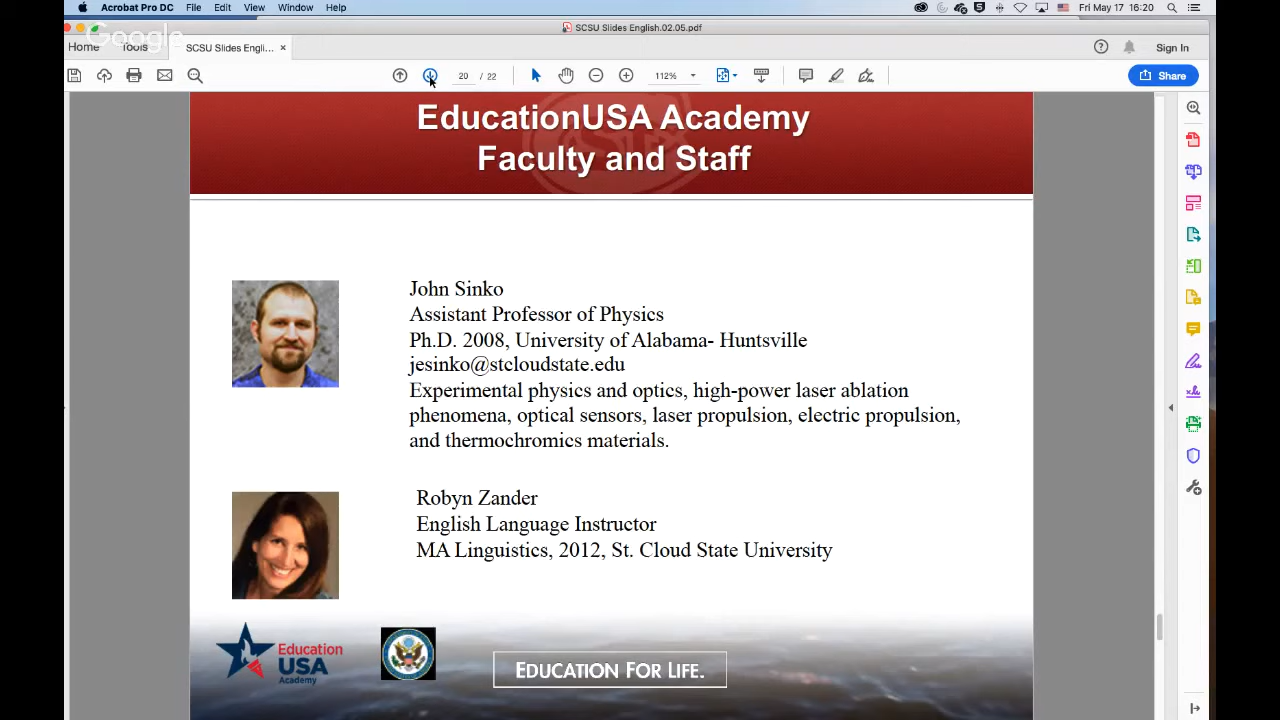 Acrobat Pro DC File Edit View Window Help Fri May 17 16:20
SCSU Slides English.02.05.pdf
Google
Home Tools SCSU Slides Engli... × Sign In
20 / 22 112% Share
EducationUSA Academy
Faculty and Staff
John Sinko
Assistant Professor of Physics
Ph.D. 2008, University of Alabama- Huntsville
jesinko@stcloudstate.edu
Experimental physics and optics, high-power laser ablation
phenomena, optical sensors, laser propulsion, electric propulsion,
and thermochromics materials.
Robyn Zander
English Language Instructor
MA Linguistics, 2012, St. Cloud State University
Education
USA
Academy
EDUCATION FOR LIFE.